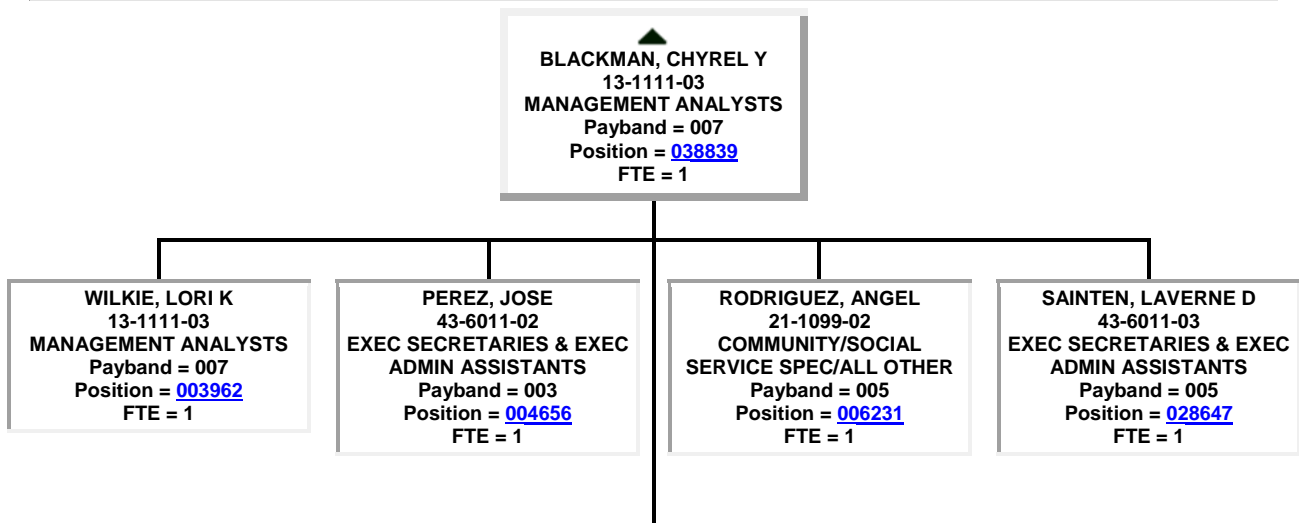 BLACKMAN, CHYREL Y
13-1111-03
MANAGEMENT ANALYSTS
Payband = 007
Position = 038839
FTE = 1
WILKIE, LORI K
13-1111-03
MANAGEMENT ANALYSTS
Payband = 007
Position = 003962
FTE = 1
PEREZ, JOSE
43-6011-02
EXEC SECRETARIES & EXEC
ADMIN ASSISTANTS
Payband = 003
Position = 004656
FTE = 1
RODRIGUEZ, ANGEL
21-1099-02
COMMUNITY/SOCIAL
SERVICE SPEC/ALL OTHER
Payband = 005
Position = 006231
FTE = 1
SAINTEN, LAVERNE D
43-6011-03
EXEC SECRETARIES & EXEC
ADMIN ASSISTANTS
Payband = 005
Position = 028647
FTE = 1